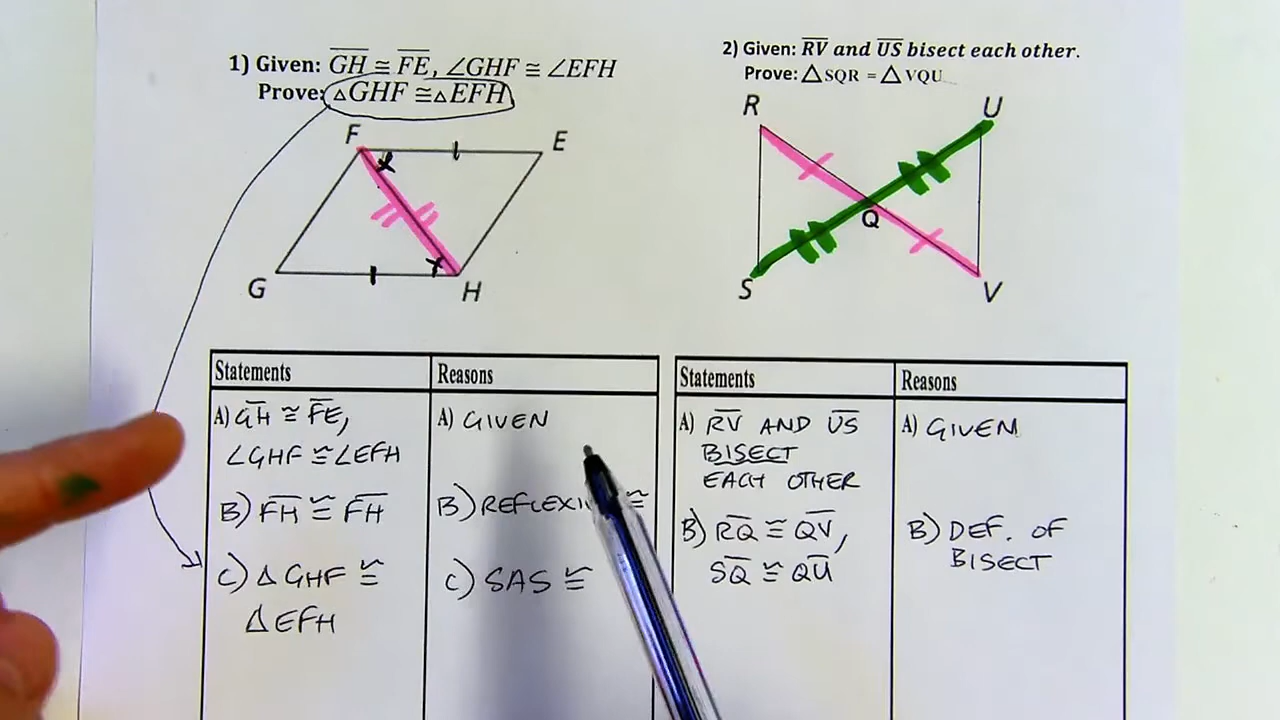 1) Given: GH ≅ FE, ∠GHF ≅ ∠EFH
Prove: △GHF ≅ △EFH
F
E
G
H
Statements
Reasons
A) GH ≅ FE,
∠GHF ≅ ∠EFH
A) GIVEN
B) FH ≅ FH
B) ≅
C) △ GHF ≅
△ EFH
C) SAS ≅
2) Given: RV and US bisect each other.
Prove: △SQR = △VQU
R
U
Q
S
V
Statements
Reasons
A) RV AND US
BISECT
EACH OTHER
A) GIVEN
B) RQ ≅ QV,
SQ ≅ QU
B) DEF. OF
BISECT